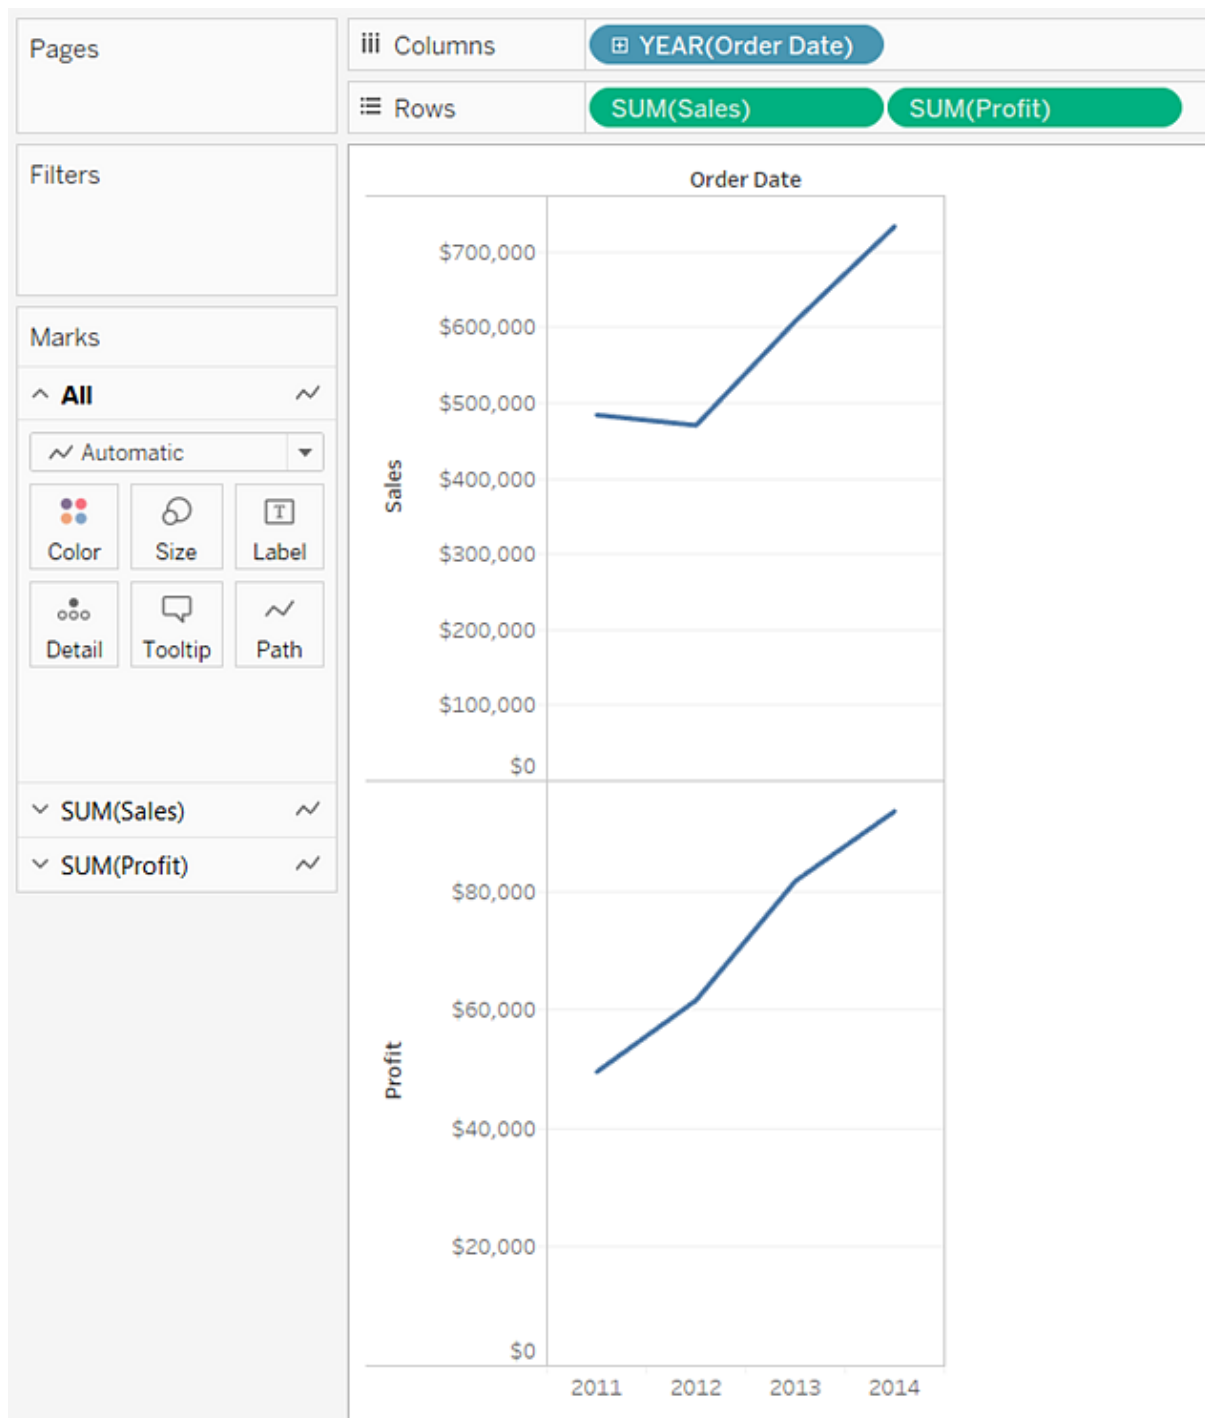 Pages
Columns
YEAR(Order Date)
Rows
SUM(Sales) SUM(Profit)
Filters
Marks
All
Automatic
Color Size Label
T
Detail Tooltip Path
SUM(Sales)
SUM(Profit)
Order Date
$700,000
$600,000
$500,000
$400,000
$300,000
$200,000
$100,000
$0
Sales
$80,000
$60,000
$40,000
$20,000
$0
Profit
2011 2012 2013 2014